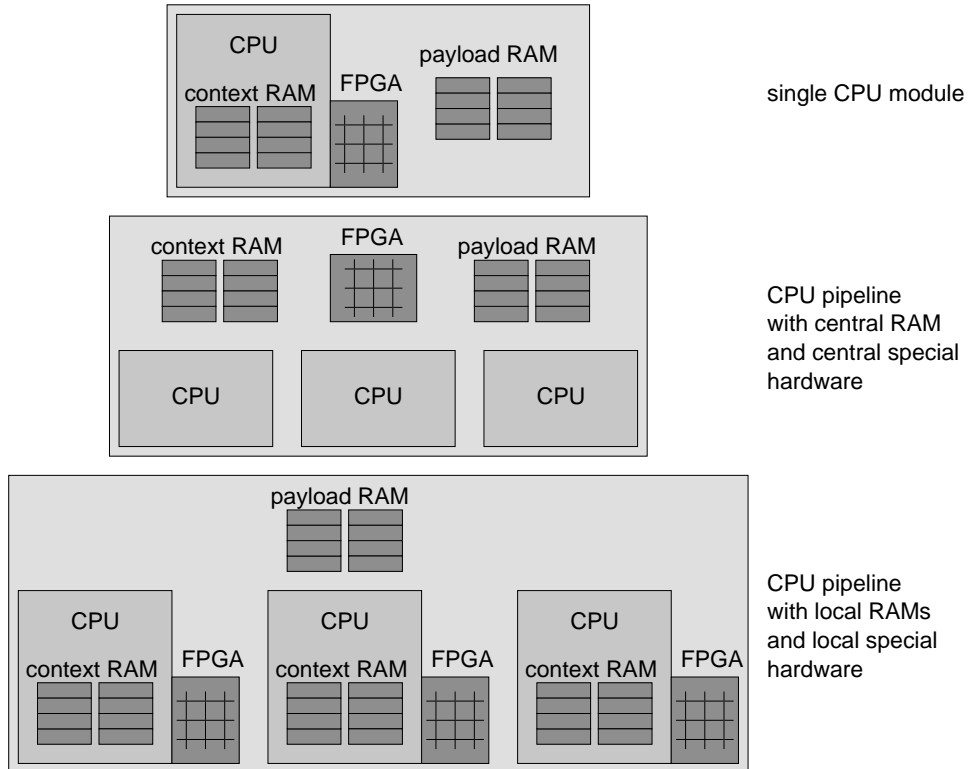 CPU
payload RAM
FPGA
context RAM
single CPU module
context RAM
FPGA
payload RAM
CPU pipeline
with central RAM
and central special
hardware
CPU
CPU
CPU
payload RAM
CPU pipeline
with local RAMs
and local special
hardware
CPU
CPU
CPU
context RAM
FPGA
context RAM
FPGA
context RAM
FPGA